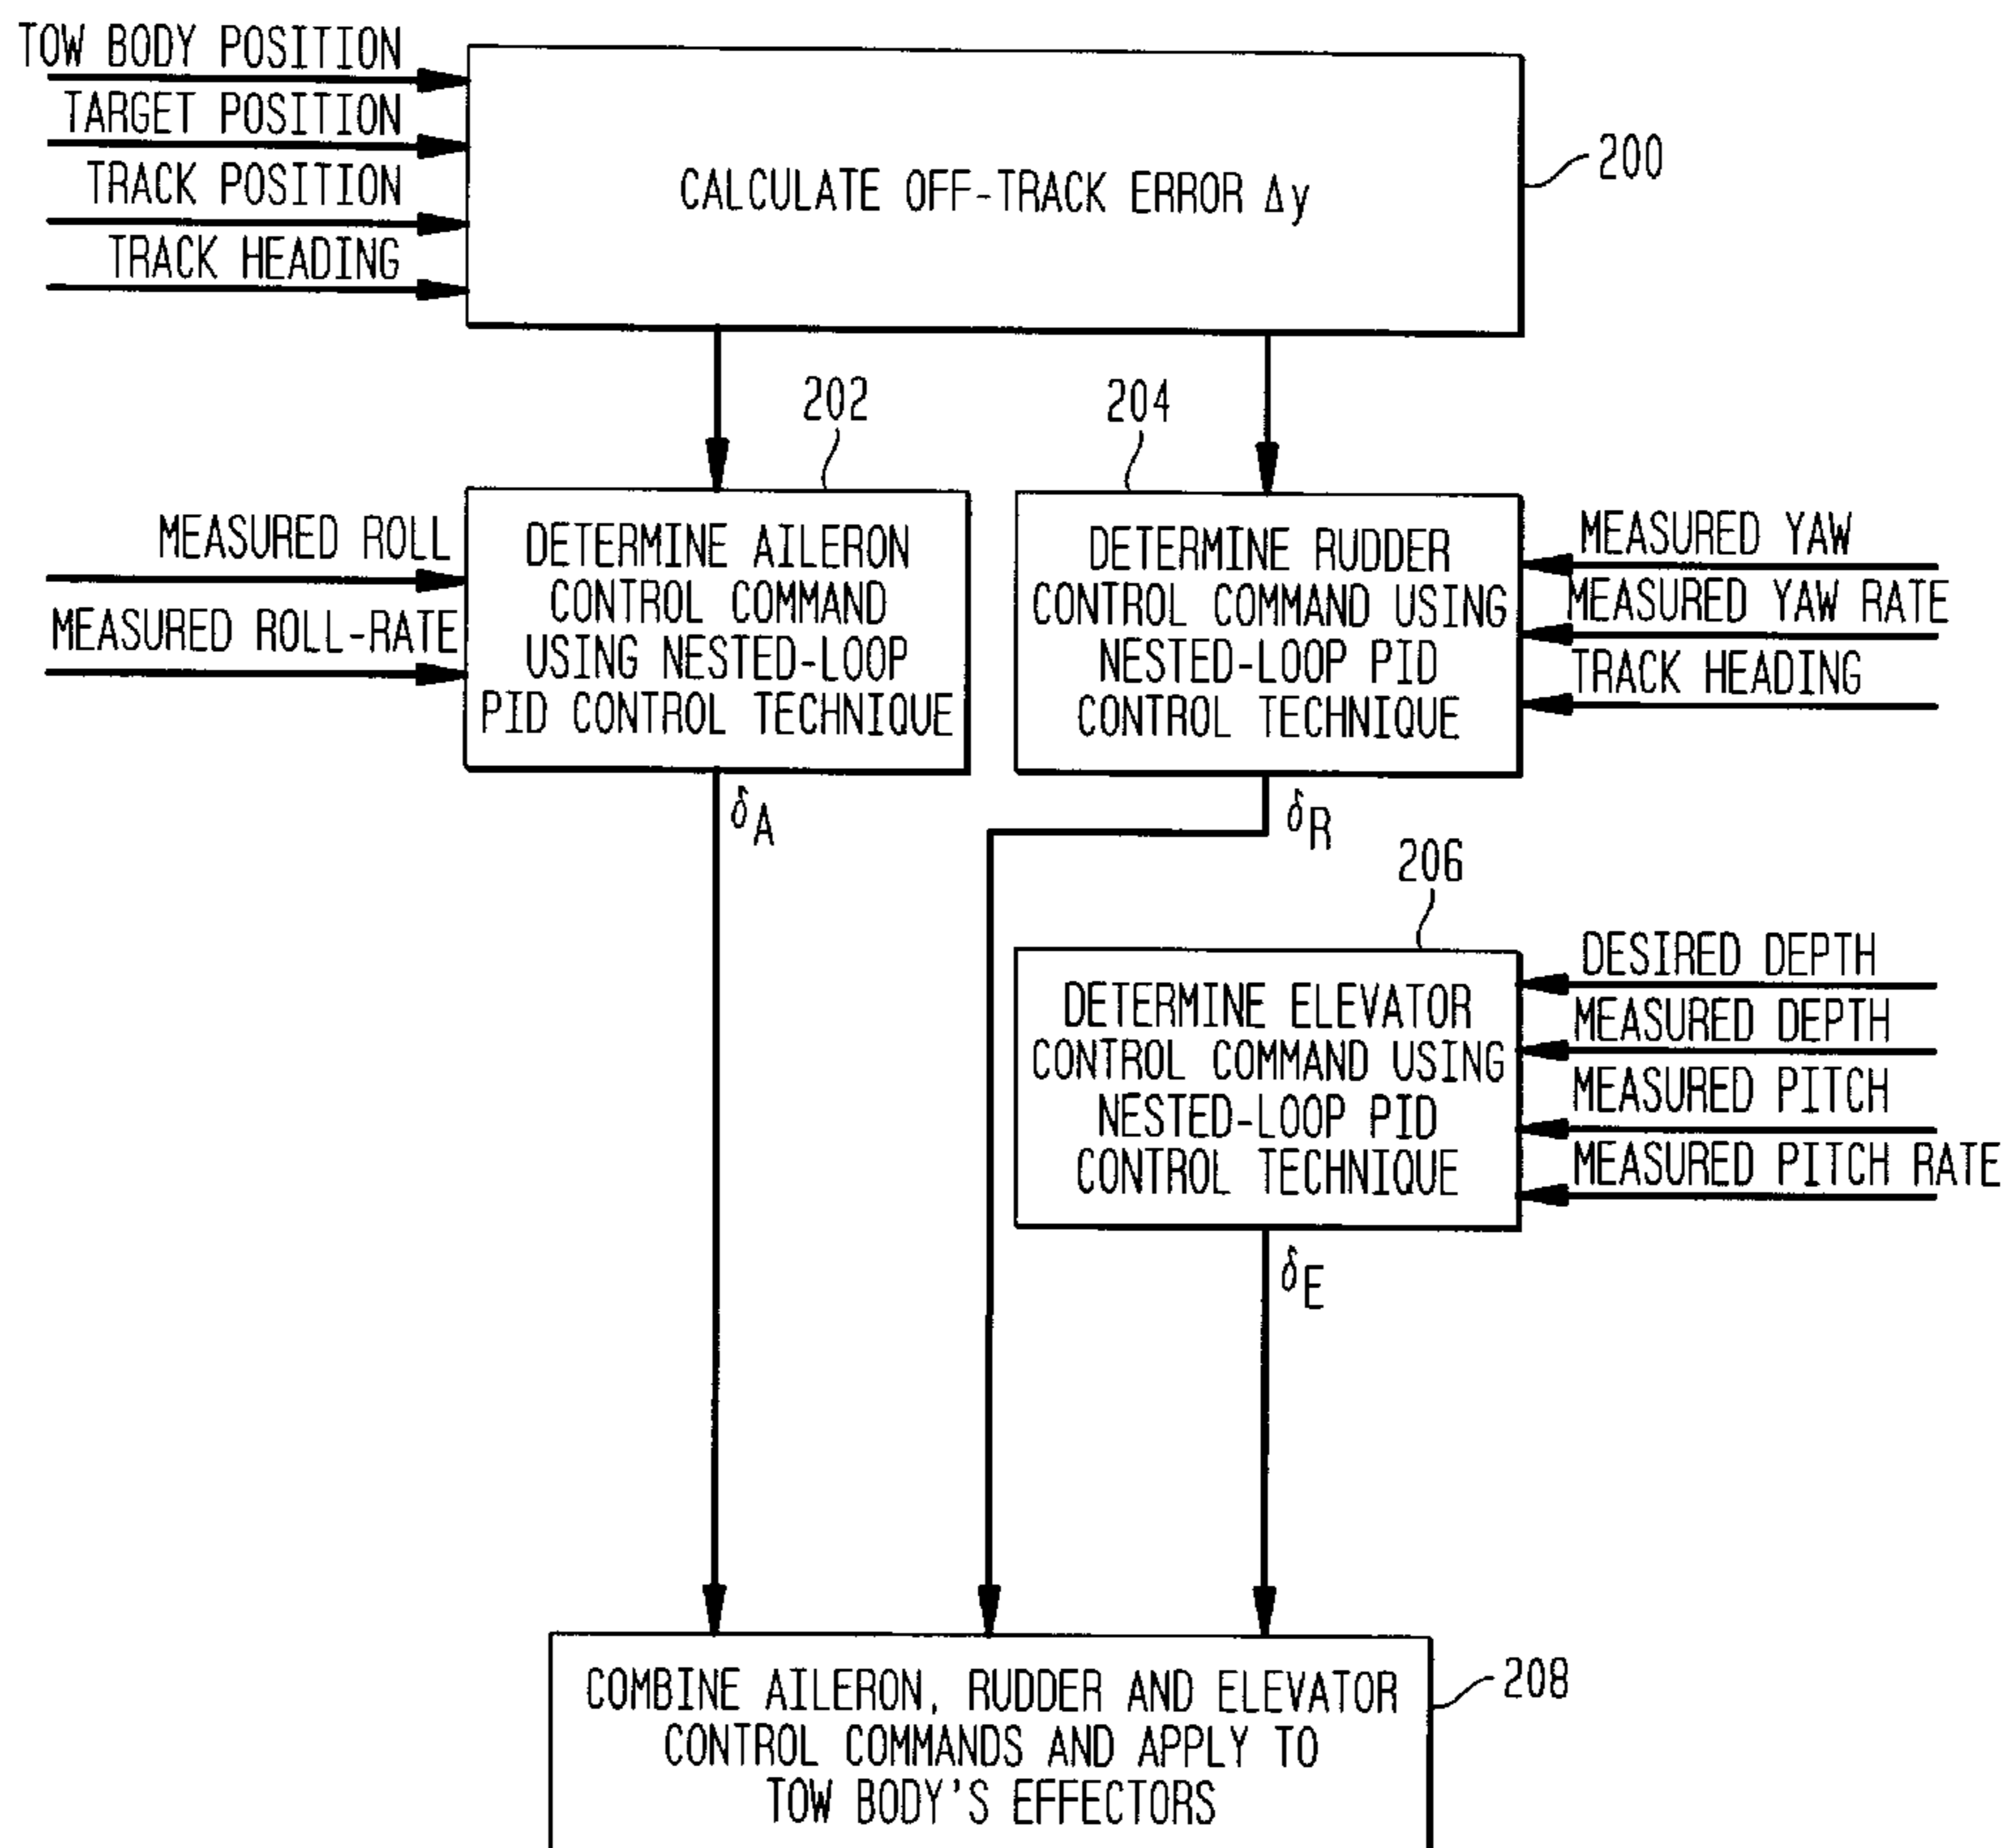 TOW BODY POSITION
TARGET POSITION
TRACK POSITION
TRACK HEADING
CALCULATE OFF-TRACK ERROR Δy
200
202
204
MEASURED ROLL
MEASURED ROLL-RATE
DETERMINE AILERON
CONTROL COMMAND
USING NESTED-LOOP
PID CONTROL TECHNIQUE
DETERMINE RUDDER
CONTROL COMMAND USING
NESTED-LOOP PID
CONTROL TECHNIQUE
MEASURED YAW
MEASURED YAW RATE
TRACK HEADING
δA
δR
206
DETERMINE ELEVATOR
CONTROL COMMAND USING
NESTED-LOOP PID
CONTROL TECHNIQUE
DESIRED DEPTH
MEASURED DEPTH
MEASURED PITCH
MEASURED PITCH RATE
δE
COMBINE AILERON, RUDDER AND ELEVATOR
CONTROL COMMANDS AND APPLY TO
TOW BODY'S EFFECTORS
208